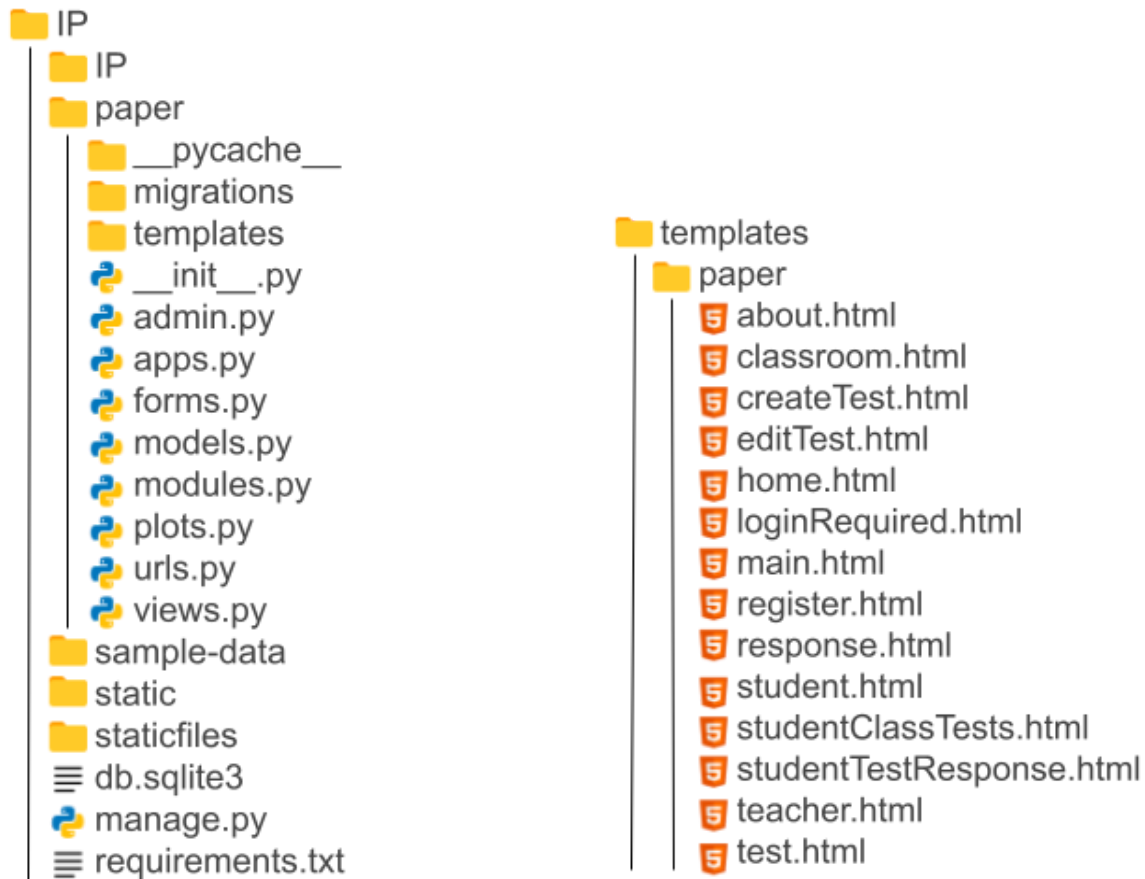 IP
IP
paper
__pycache__
migrations
templates
__init__.py
admin.py
apps.py
forms.py
models.py
modules.py
plots.py
urls.py
views.py
sample-data
static
staticfiles
db.sqlite3
manage.py
requirements.txt
templates
paper
about.html
classroom.html
createTest.html
editTest.html
home.html
loginRequired.html
main.html
register.html
response.html
student.html
studentClassTests.html
studentTestResponse.html
teacher.html
test.html